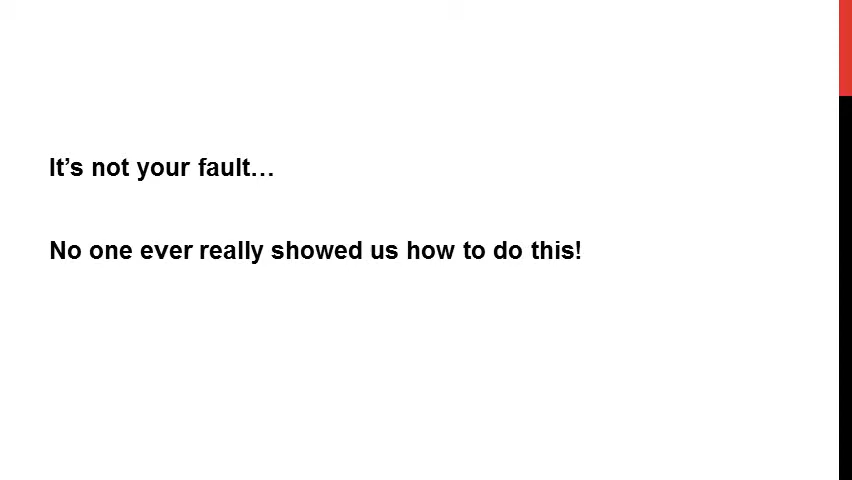 It’s not your fault…
No one ever really showed us how to do this!